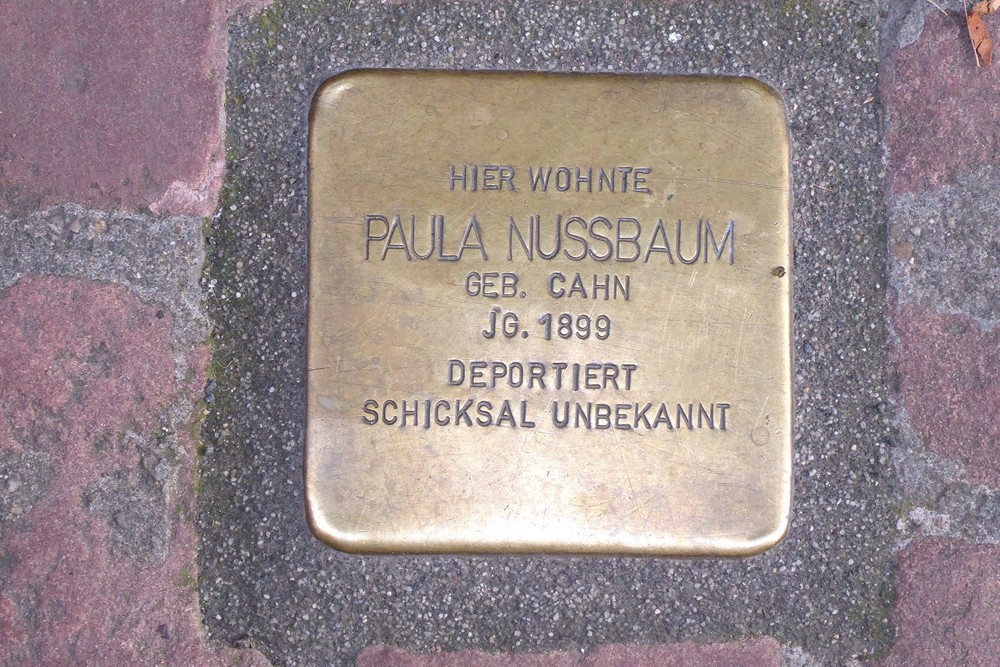 HIER WOHNTE
PAULA NUSSBAUM
GEB. CAHN
JG. 1899
DEPORTIERT
SCHICKSAL UNBEKANNT